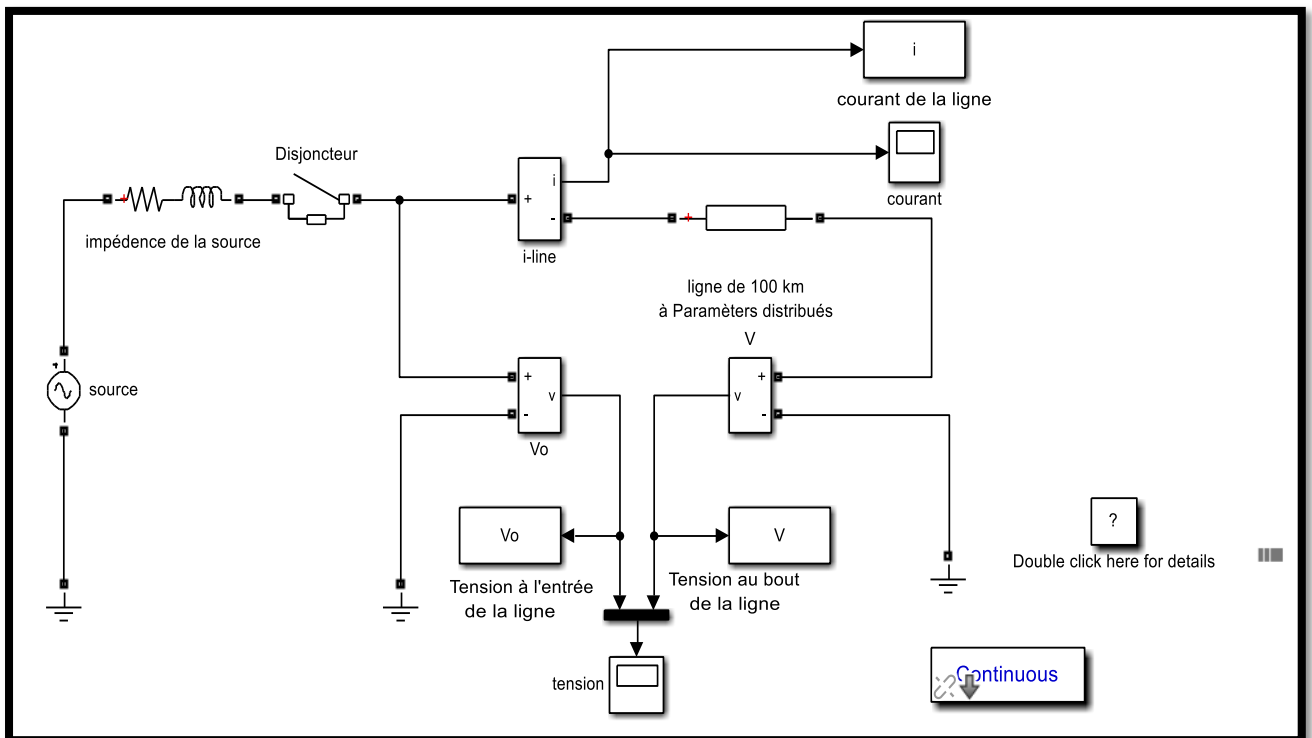 i
courant de la ligne
Disjoncteur
i
+
-
courant
impédence de la source
i-line
ligne de 100 km
à Paramèters distribués
V
+
v
-
+
v
-
source
Vo
Vo
V
?
Double click here for details
Tension à l'entrée
de la ligne
Tension au bout
de la ligne
tension
Continuous